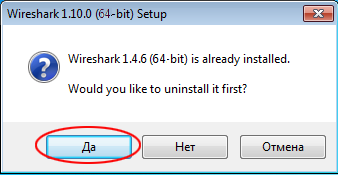 Wireshark 1.10.0 (64-bit) Setup
Wireshark 1.4.6 (64-bit) is already installed.
Would you like to uninstall it first?
Да
Нет
Отмена